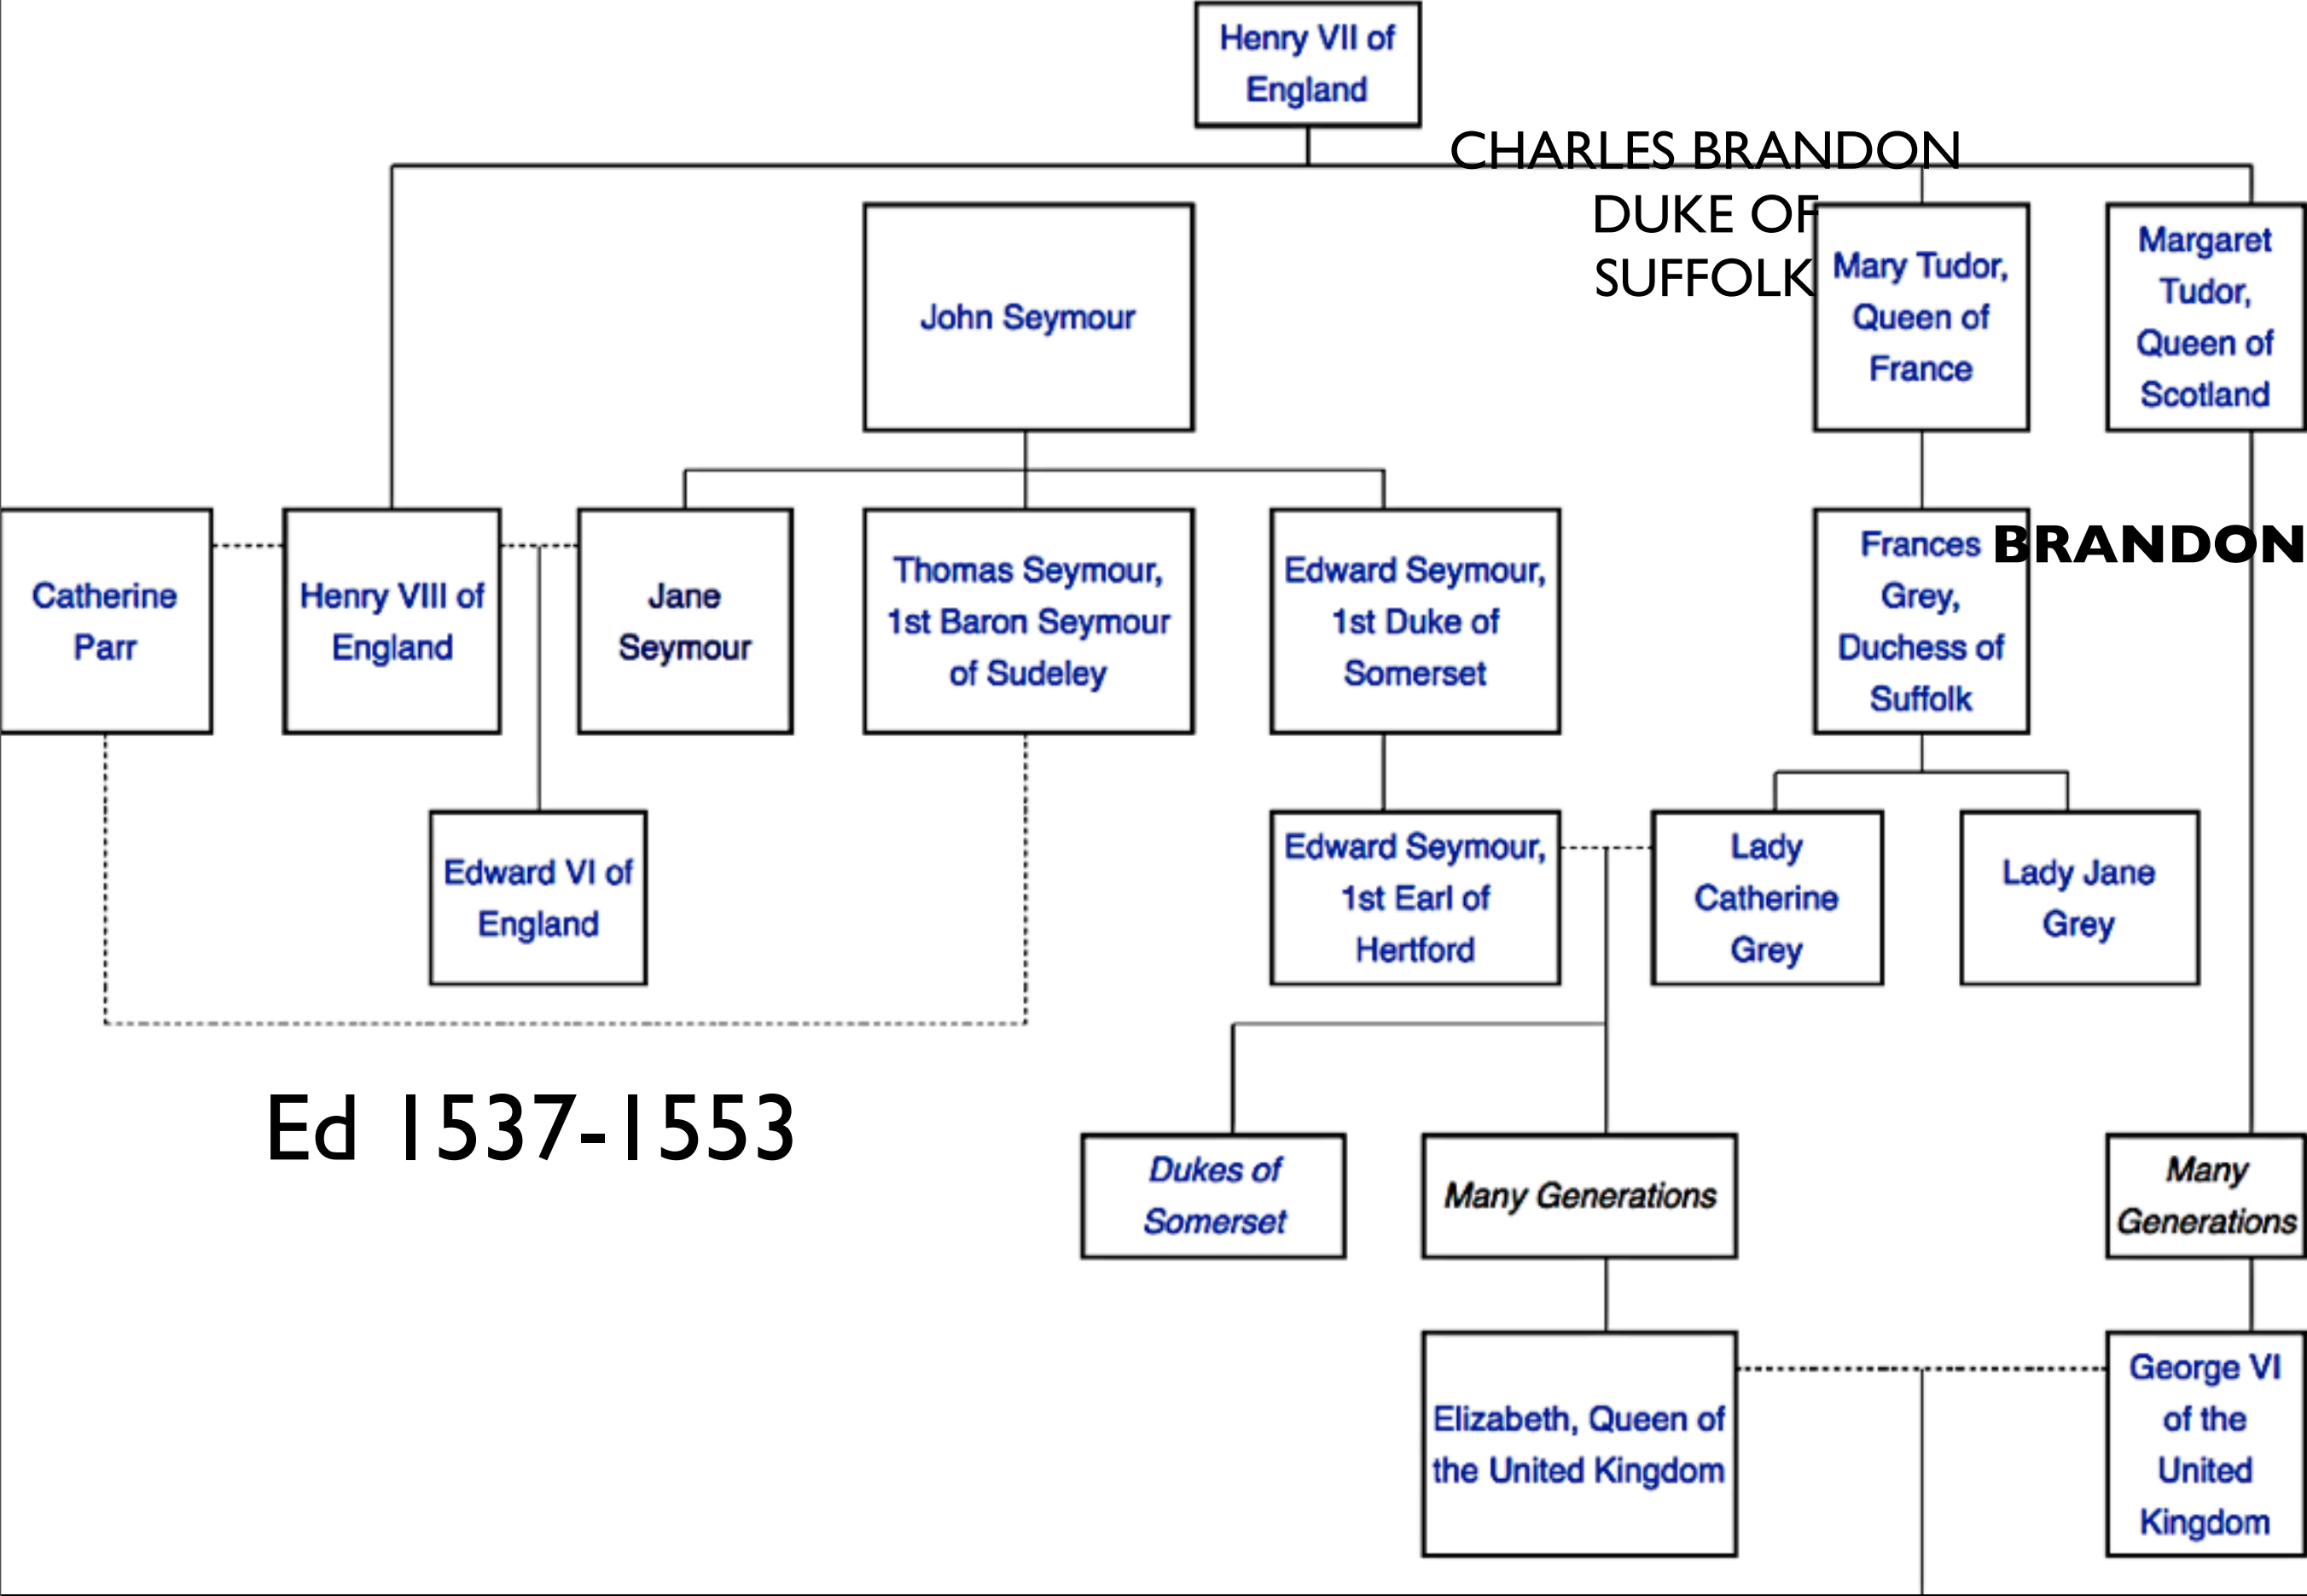 Henry VII of
England
CHARLES BRANDON
DUKE OF
SUFFOLK
John Seymour
Mary Tudor,
Queen of
France
Margaret
Tudor,
Queen of
Scotland
Catherine
Parr
Henry VIII of
England
Jane
Seymour
Thomas Seymour,
1st Baron Seymour
of Sudeley
Edward Seymour,
1st Duke of
Somerset
Frances BRANDON
Grey,
Duchess of
Suffolk
Edward VI of
England
Edward Seymour,
1st Earl of
Hertford
Lady
Catherine
Grey
Lady Jane
Grey
Ed 1537-1553
Dukes of
Somerset
Many Generations
Many
Generations
Elizabeth, Queen of
the United Kingdom
George VI
of the
United
Kingdom